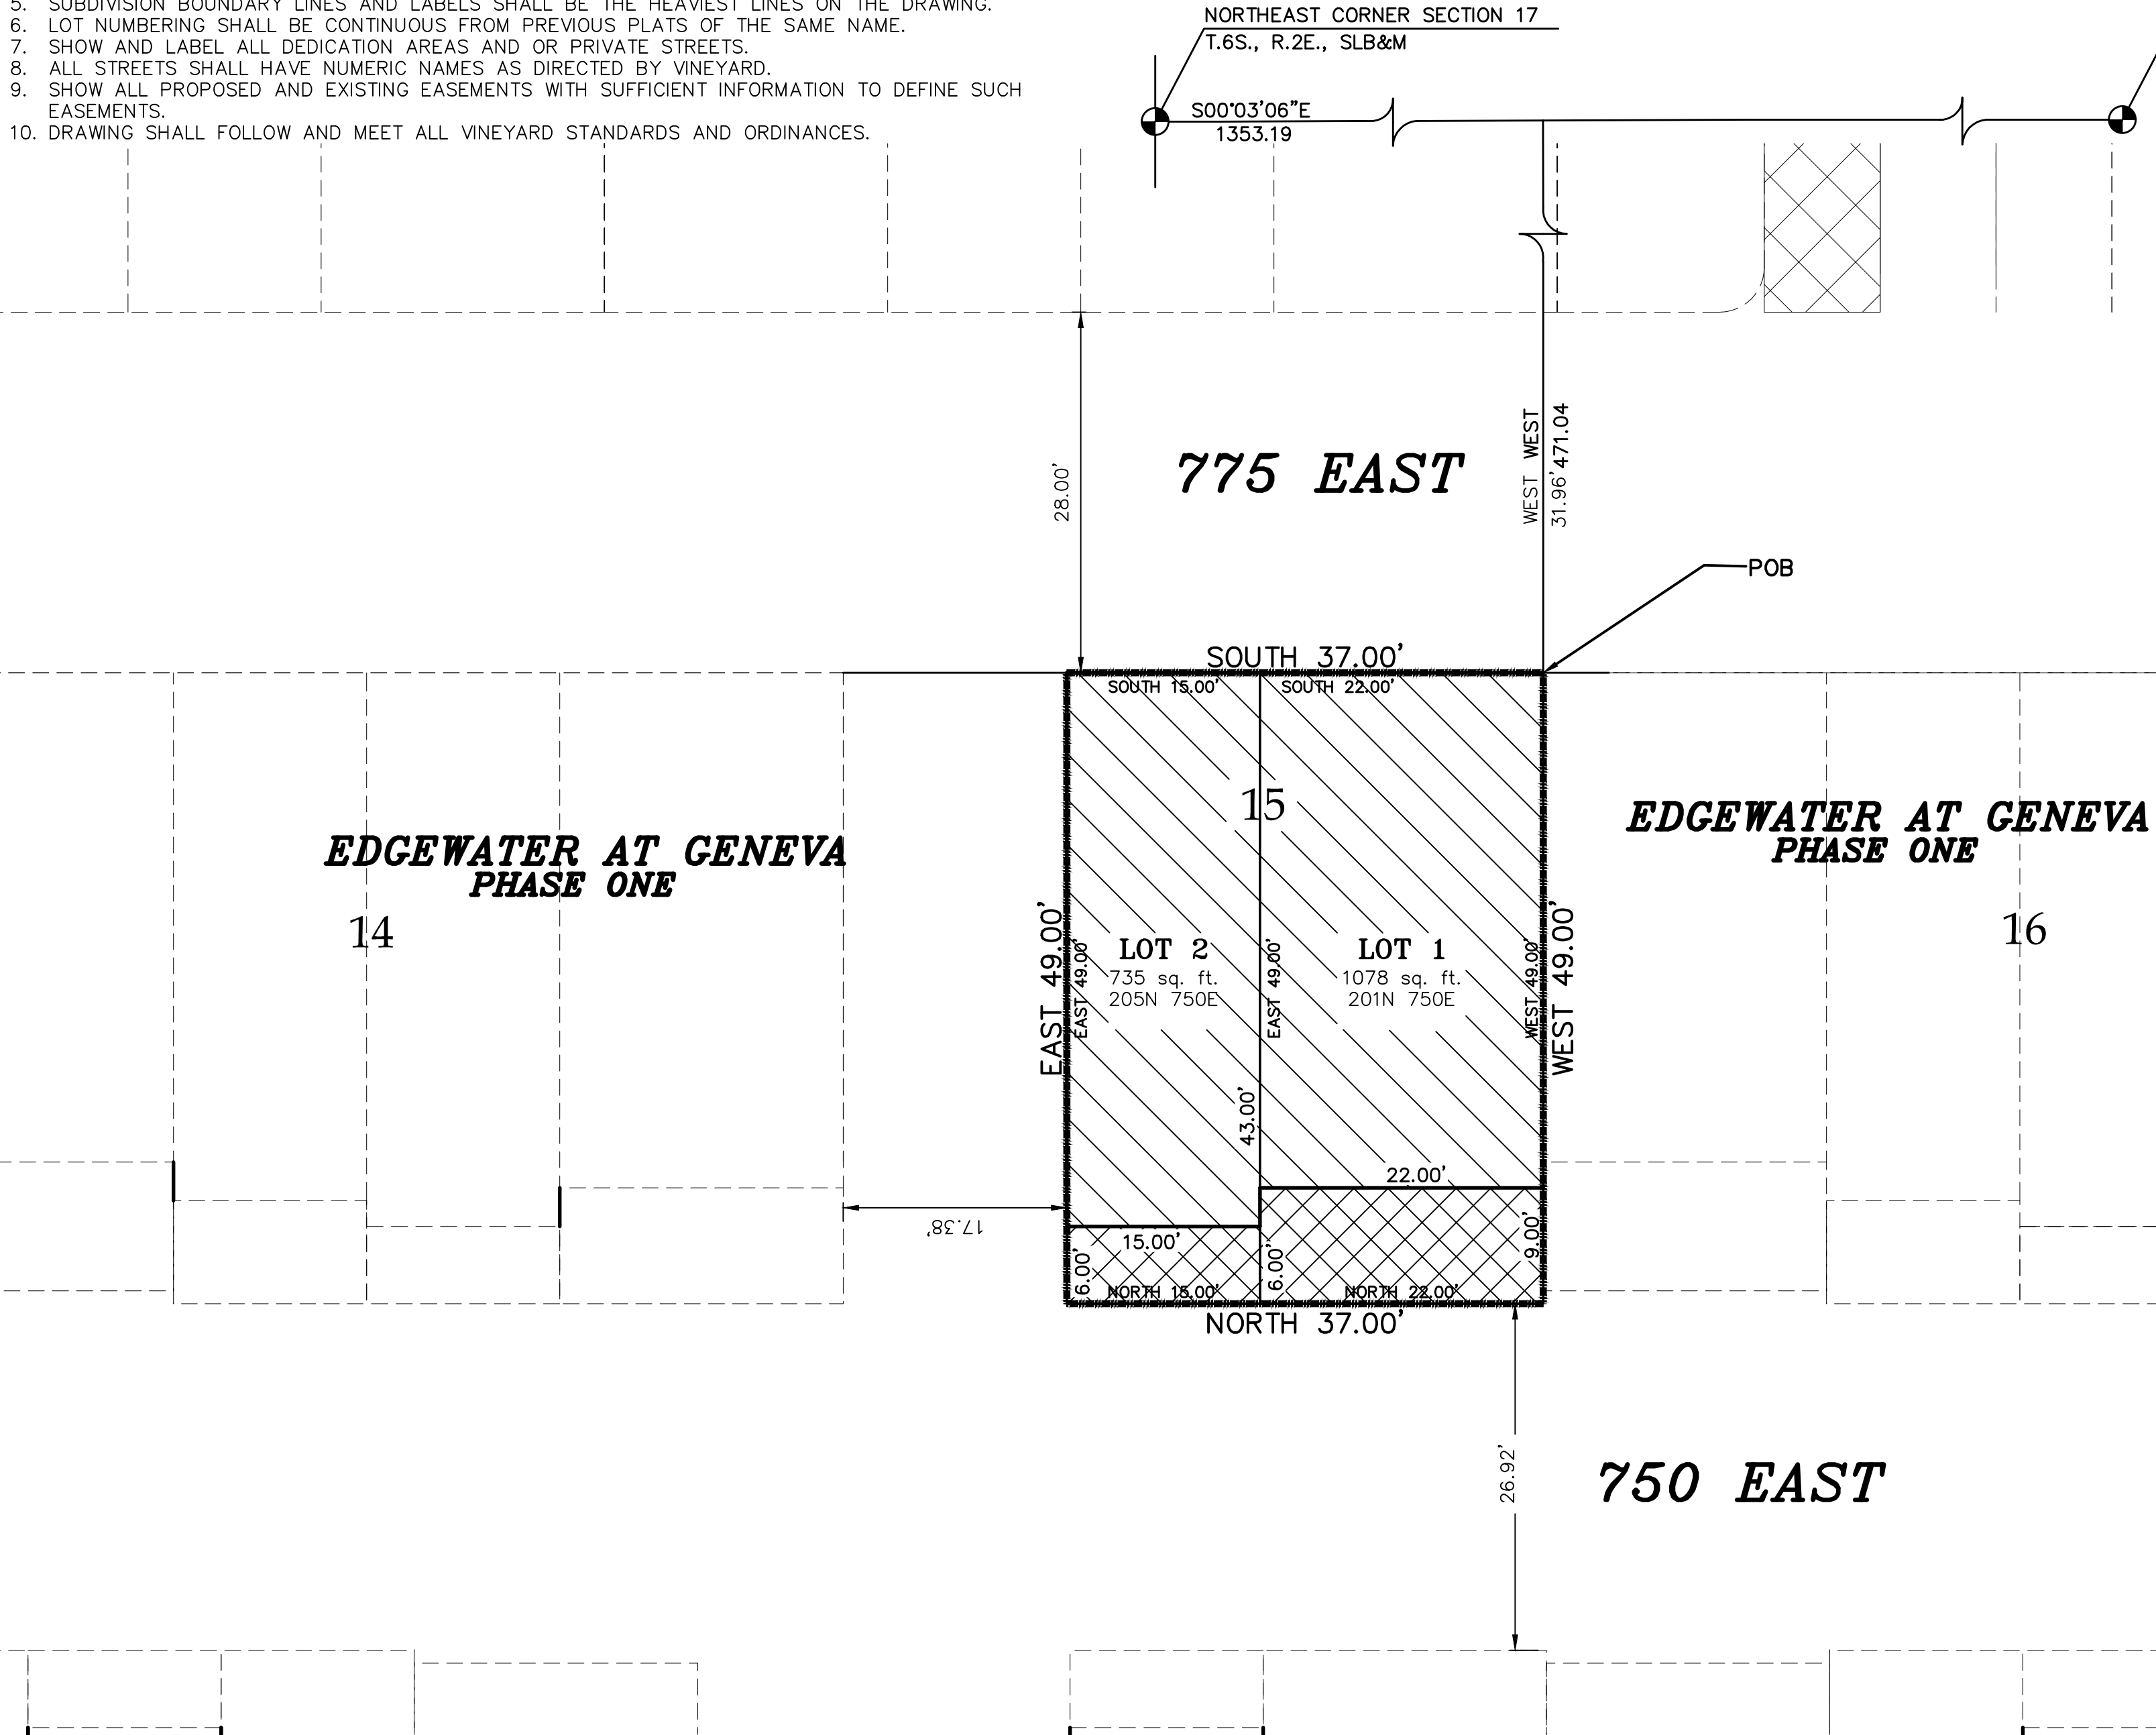 5. SUBDIVISION BOUNDARY LINES AND LABELS SHALL BE THE HEAVIEST LINES ON THE DRAWING.
6. LOT NUMBERING SHALL BE CONTINUOUS FROM PREVIOUS PLATS OF THE SAME NAME.
7. SHOW AND LABEL ALL DEDICATION AREAS AND OR PRIVATE STREETS.
8. ALL STREETS SHALL HAVE NUMERIC NAMES AS DIRECTED BY VINEYARD.
9. SHOW ALL PROPOSED AND EXISTING EASEMENTS WITH SUFFICIENT INFORMATION TO DEFINE SUCH
EASEMENTS.
10. DRAWING SHALL FOLLOW AND MEET ALL VINEYARD STANDARDS AND ORDINANCES.
NORTHEAST CORNER SECTION 17
T.6S., R.2E., SLB&M
S00°03'06"E
1353.19
28.00'
775 EAST
WEST WEST
31.96' 471.04
POB
SOUTH 37.00'
SOUTH 15.00'
SOUTH 22.00'
15
EDGEWATER AT GENEVA
PHASE ONE
14
EDGEWATER AT GENEVA
PHASE ONE
16
EAST 49.00'
EAST 49.00'
LOT 2
735 sq. ft.
205N 750E
EAST 49.00'
LOT 1
1078 sq. ft.
201N 750E
WEST 49.00'
WEST 49.00'
43.00'
22.00'
17.38'
15.00'
6.00'
6.00'
9.00'
NORTH 15.00'
NORTH 22.00'
NORTH 37.00'
26.92'
750 EAST